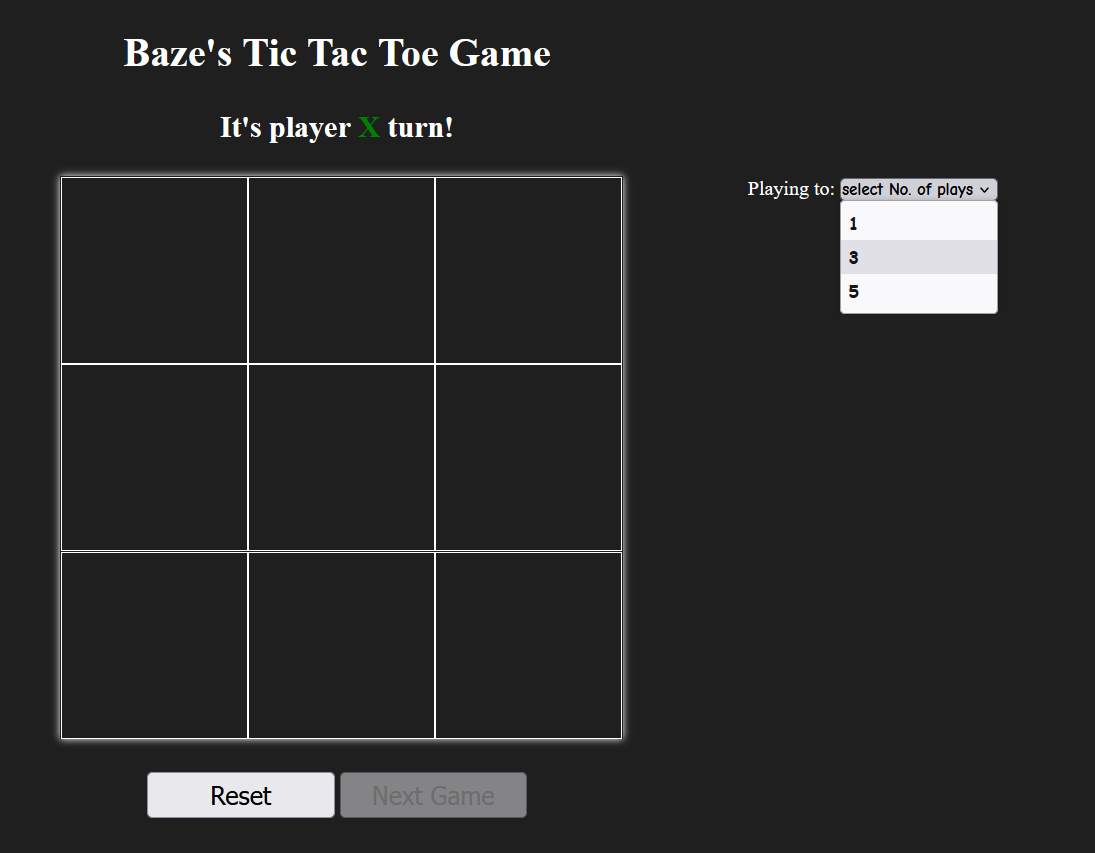 Baze's Tic Tac Toe Game
It's player X turn!
Playing to: select No. of plays
1
3
5
Reset
Next Game